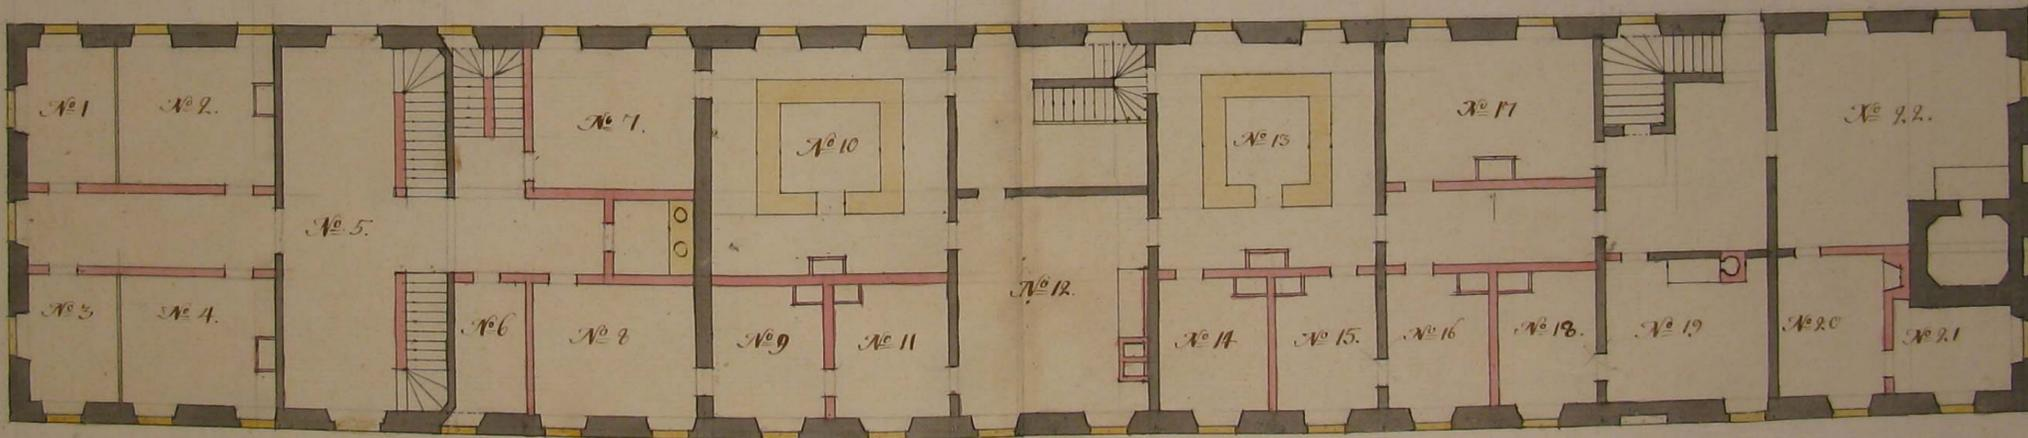 No 1
No 2.
No 3
No 4.
No 5.
No 6
No 7.
No 8
No 9
No 10
No 11
No 12.
No 13
No 14
No 15.
No 16
No 17
No 18.
No 19
No 20
No 21
No 22.